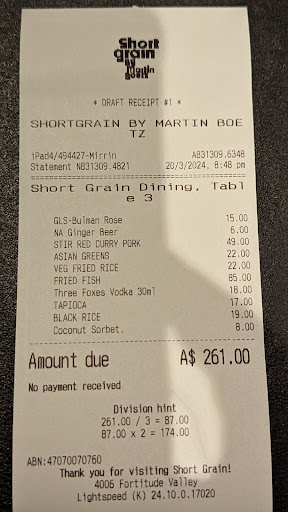 Short
grain
By
Martin
Boetz
* DRAFT RECEIPT #1 *
SHORTGRAIN BY MARTIN BOE
TZ
iPad4/494427-Mirrin A831309.6348
Statement N831309.4821 20/3/2024, 8:48 pm
Short Grain Dining, Tabl
e 3
GLS-Bulman Rose 15.00
NA Ginger Beer 6.00
STIR RED CURRY PORK 49.00
ASIAN GREENS 22.00
VEG FRIED RICE 22.00
FRIED FISH 85.00
Three Foxes Vodka 30ml 18.00
TAPIOCA 17.00
BLACK RICE 19.00
Coconut Sorbet. 8.00
Amount due A$ 261.00
No payment received
Division hint
261.00 / 3 = 87.00
87.00 x 2 = 174.00
ABN:47070070760
Thank you for visiting Short Grain!
4006 Fortitude Valley
Lightspeed (K) 24.10.0.17020